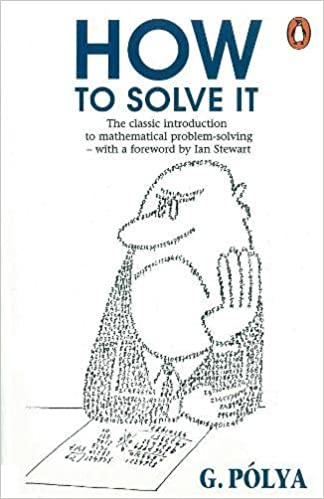 HOW
TO SOLVE IT
The classic introduction
to mathematical problem-solving
– with a foreword by Ian Stewart
G. PÓLYA